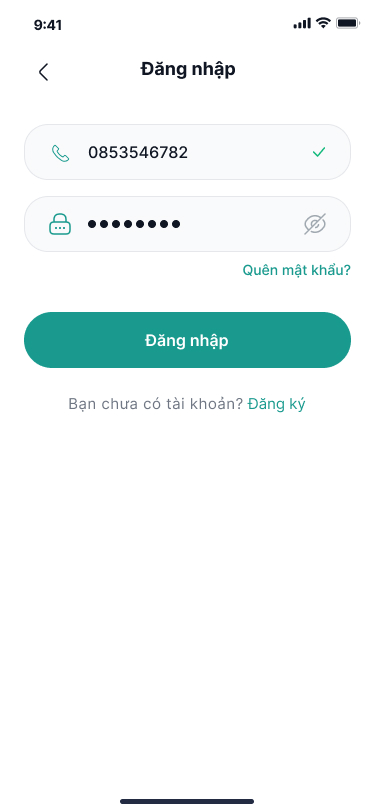 9:41
Đăng nhập
0853546782
Quên mật khẩu?
Đăng nhập
Bạn chưa có tài khoản? Đăng ký